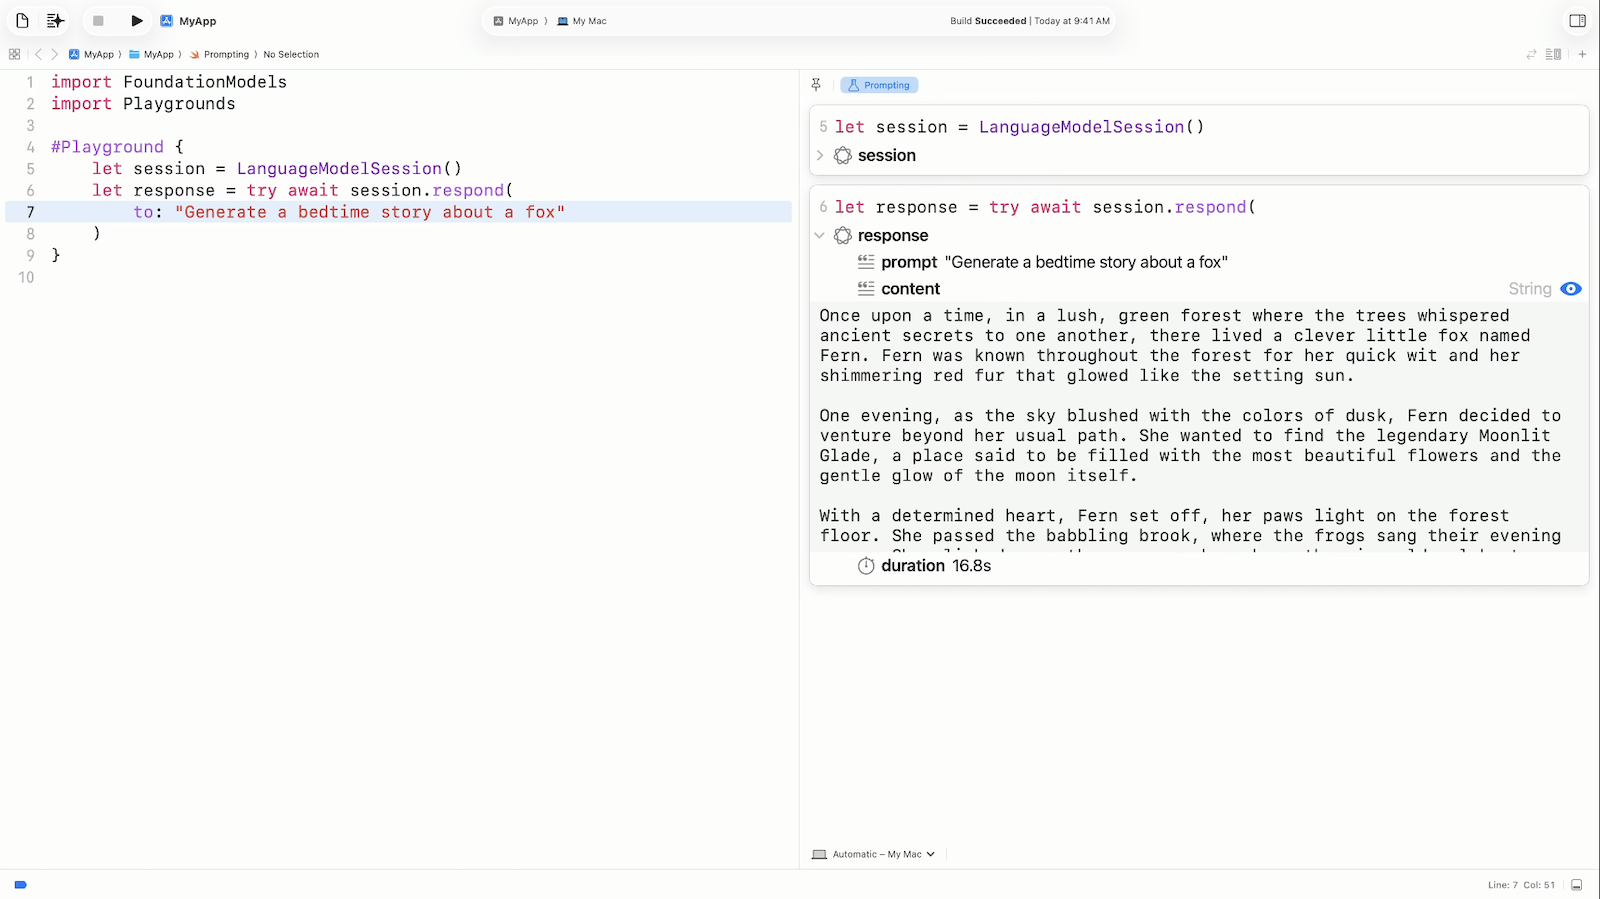 MyApp
MyApp 〉 My Mac
Build Succeeded | Today at 9:41 AM
MyApp 〉 MyApp 〉 Prompting 〉 No Selection
1 import FoundationModels
2 import Playgrounds
3
4 #Playground {
5 let session = LanguageModelSession()
6 let response = try await session.respond(
7 to: "Generate a bedtime story about a fox"
8 )
9 }
10
Prompting
5 let session = LanguageModelSession()
session
6 let response = try await session.respond(
response
prompt "Generate a bedtime story about a fox"
content String
Once upon a time, in a lush, green forest where the trees whispered
ancient secrets to one another, there lived a clever little fox named
Fern. Fern was known throughout the forest for her quick wit and her
shimmering red fur that glowed like the setting sun.
One evening, as the sky blushed with the colors of dusk, Fern decided to
venture beyond her usual path. She wanted to find the legendary Moonlit
Glade, a place said to be filled with the most beautiful flowers and the
gentle glow of the moon itself.
With a determined heart, Fern set off, her paws light on the forest
floor. She passed the babbling brook, where the frogs sang their evening
duration 16.8s
Automatic – My Mac
Line: 7 Col: 51